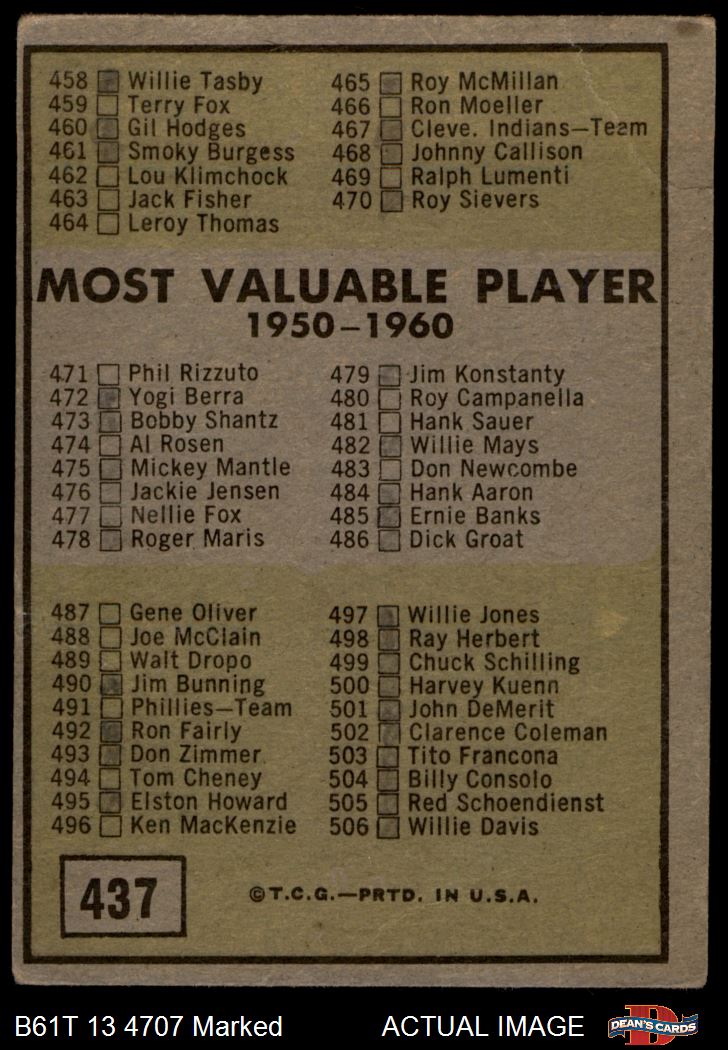 458 Willie Tasby
459 Terry Fox
460 Gil Hodges
461 Smoky Burgess
462 Lou Klimchock
463 Jack Fisher
464 Leroy Thomas
465 Roy McMillan
466 Ron Moeller
467 Cleve. Indians—Team
468 Johnny Callison
469 Ralph Lumenti
470 Roy Sievers
MOST VALUABLE PLAYER
1950–1960
471 Phil Rizzuto
472 Yogi Berra
473 Bobby Shantz
474 Al Rosen
475 Mickey Mantle
476 Jackie Jensen
477 Nellie Fox
478 Roger Maris
479 Jim Konstanty
480 Roy Campanella
481 Hank Sauer
482 Willie Mays
483 Don Newcombe
484 Hank Aaron
485 Ernie Banks
486 Dick Groat
487 Gene Oliver
488 Joe McClain
489 Walt Dropo
490 Jim Bunning
491 Phillies—Team
492 Ron Fairly
493 Don Zimmer
494 Tom Cheney
495 Elston Howard
496 Ken MacKenzie
497 Willie Jones
498 Ray Herbert
499 Chuck Schilling
500 Harvey Kuenn
501 John DeMerit
502 Clarence Coleman
503 Tito Francona
504 Billy Consolo
505 Red Schoendienst
506 Willie Davis
437
©T.C.G.—PRTD. IN U.S.A.
B61T 13 4707 Marked
ACTUAL IMAGE
D
DEAN'S CARDS